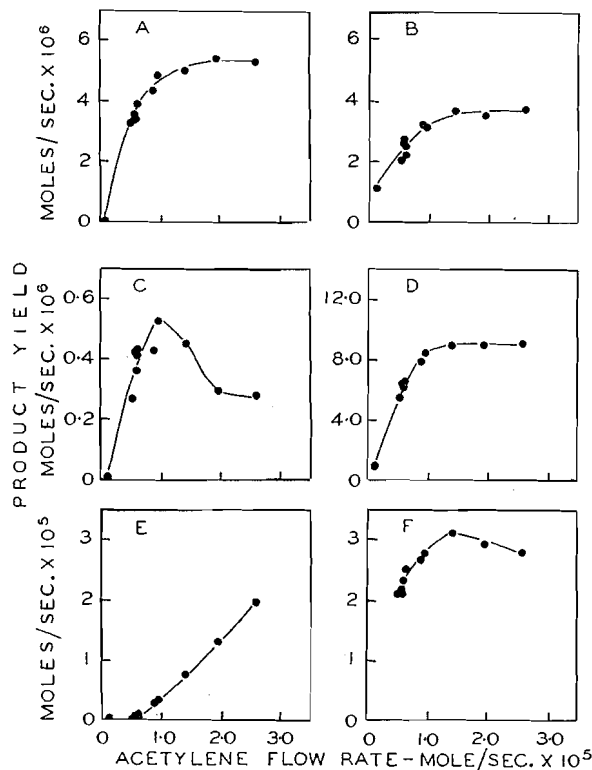 A
B
MOLES/SEC. X 10⁶
6
4
2
0
6
4
2
0
PRODUCT YIELD
MOLES/SEC. X 10⁶
C
D
0·6
0·4
0·2
0
12·0
8·0
4·0
0
MOLES/SEC. X 10⁵
E
F
3
2
1
0
3
2
1
0
0 1·0 2·0 3·0
0 1·0 2·0 3·0
ACETYLENE FLOW RATE-MOLE/SEC. X 10⁵